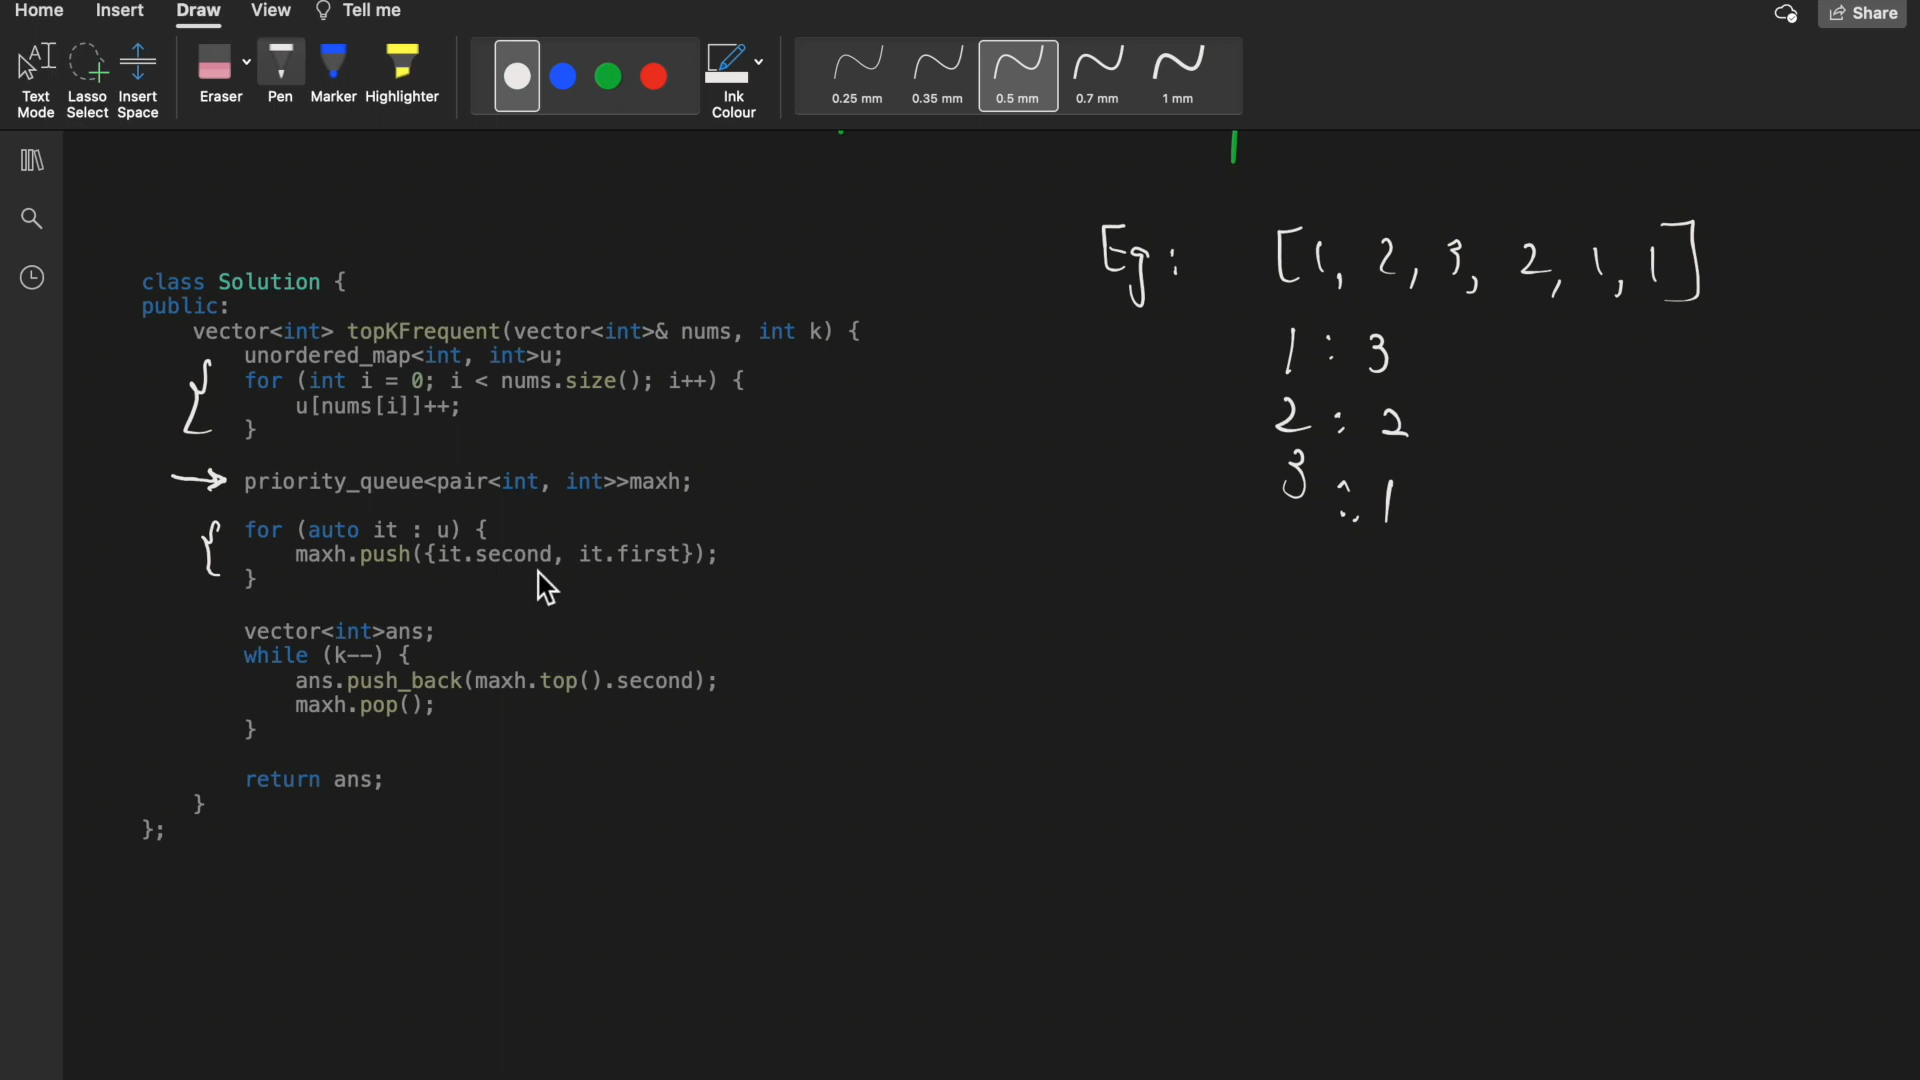 Home Insert Draw View Tell me Share
Text Mode Lasso Select Insert Space Eraser Pen Marker Highlighter Ink Colour 0.25 mm 0.35 mm 0.5 mm 0.7 mm 1 mm
Eg: [1, 2, 3, 2, 1, 1]
1 : 3
2 : 2
3 : 1
class Solution {
public:
    vector<int> topKFrequent(vector<int>& nums, int k) {
        unordered_map<int, int>u;
        for (int i = 0; i < nums.size(); i++) {
            u[nums[i]]++;
        }
        priority_queue<pair<int, int>>maxh;
        for (auto it : u) {
            maxh.push({it.second, it.first});
        }
        vector<int>ans;
        while (k--) {
            ans.push_back(maxh.top().second);
            maxh.pop();
        }
        return ans;
    }
};